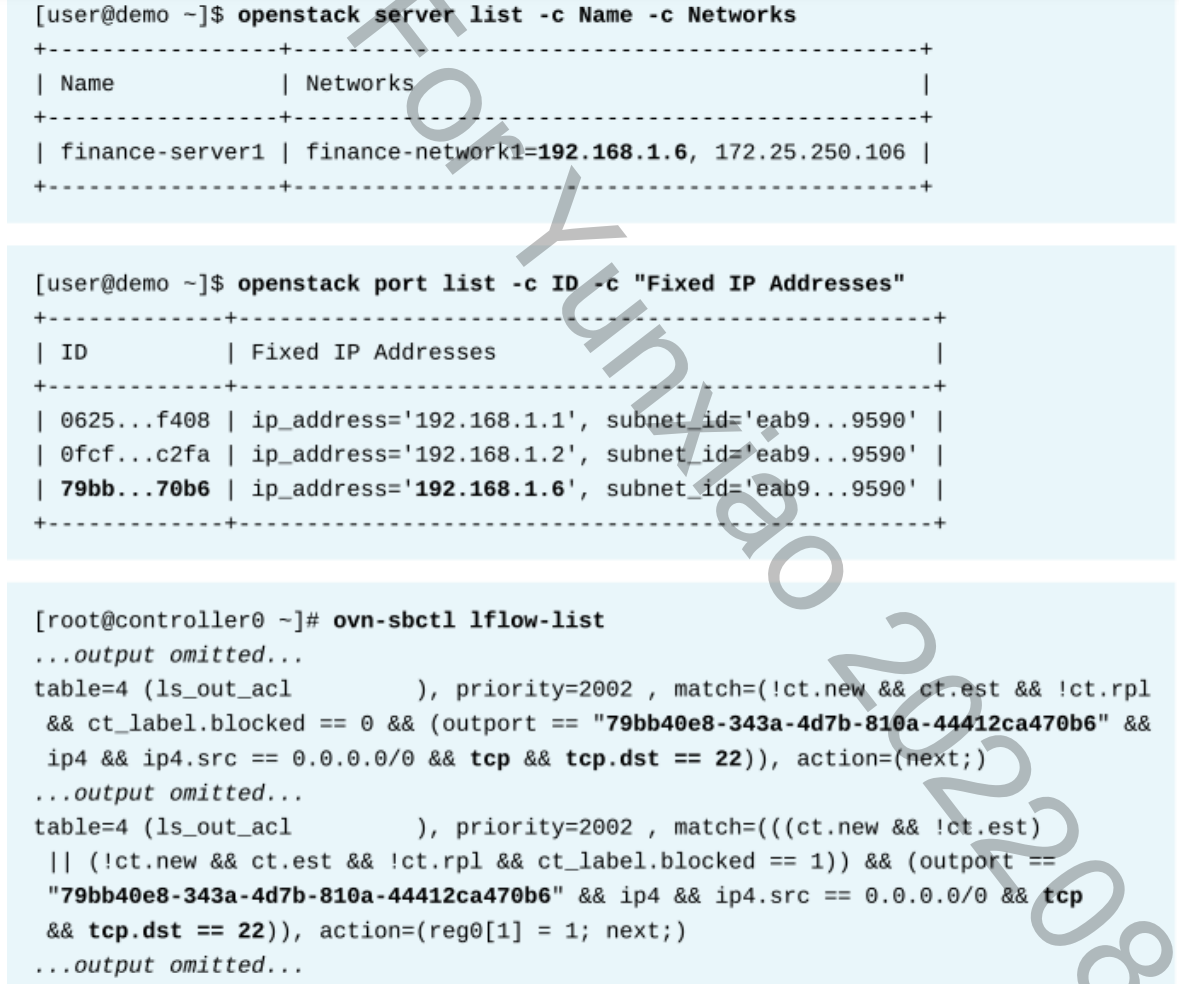 [user@demo ~]$ openstack server list -c Name -c Networks
+-----------------+----------------------------------------------+
| Name            | Networks                                     |
+-----------------+----------------------------------------------+
| finance-server1 | finance-network1=192.168.1.6, 172.25.250.106 |
+-----------------+----------------------------------------------+
[user@demo ~]$ openstack port list -c ID -c "Fixed IP Addresses"
+-------------+---------------------------------------------------+
| ID          | Fixed IP Addresses                                |
+-------------+---------------------------------------------------+
| 0625...f408 | ip_address='192.168.1.1', subnet_id='eab9...9590' |
| 0fcf...c2fa | ip_address='192.168.1.2', subnet_id='eab9...9590' |
| 79bb...70b6 | ip_address='192.168.1.6', subnet_id='eab9...9590' |
+-------------+---------------------------------------------------+
[root@controller0 ~]# ovn-sbctl lflow-list
...output omitted...
table=4 (ls_out_acl         ), priority=2002 , match=(!ct.new && ct.est && !ct.rpl
 && ct_label.blocked == 0 && (outport == "79bb40e8-343a-4d7b-810a-44412ca470b6" &&
 ip4 && ip4.src == 0.0.0.0/0 && tcp && tcp.dst == 22)), action=(next;)
...output omitted...
table=4 (ls_out_acl         ), priority=2002 , match=(((ct.new && !ct.est)
 || (!ct.new && ct.est && !ct.rpl && ct_label.blocked == 1)) && (outport ==
 "79bb40e8-343a-4d7b-810a-44412ca470b6" && ip4 && ip4.src == 0.0.0.0/0 && tcp
 && tcp.dst == 22)), action=(reg0[1] = 1; next;)
...output omitted...
For Yunxiao 202208